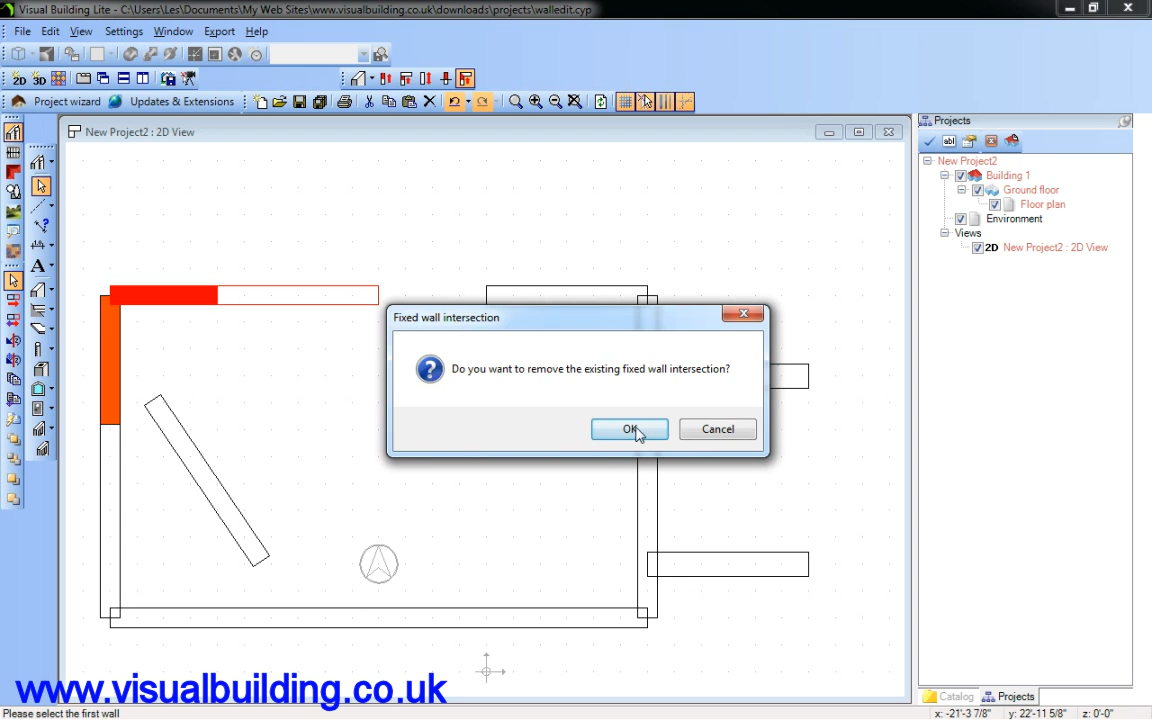 Visual Building Lite - C:\Users\Les\Documents\My Web Sites\www.visualbuilding.co.uk\downloads\projects\walledit.cyp
File Edit View Settings Window Export Help
2D 3D
Project wizard Updates & Extensions
New Project2 : 2D View
Projects
abl
New Project2
Building 1
Ground floor
Floor plan
Environment
Views
2D New Project2 : 2D View
Fixed wall intersection
Do you want to remove the existing fixed wall intersection?
OK Cancel
A
www.visualbuilding.co.uk
Catalog Projects
Please select the first wall
x: -21'-3 7/8" y: 22'-11 5/8" z: 0'-0"